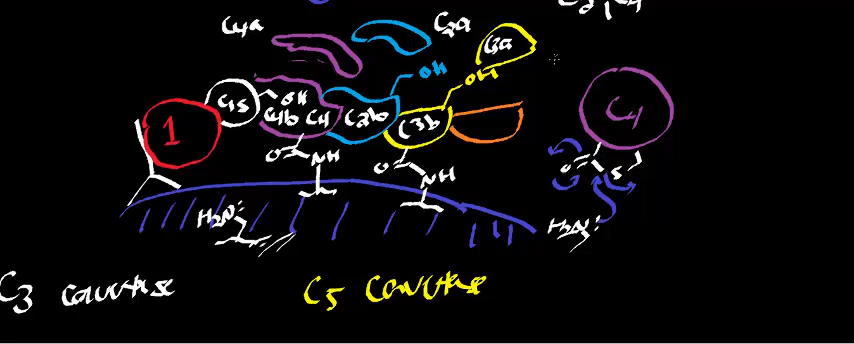 C4a
C2a
C3a
OH
OH
C1s
OH
C4b C4
C2b
C3b
1
C4
O
NH
O
NH
O
S
H2N:
H2N:
C3 convertase
C5 Convertase